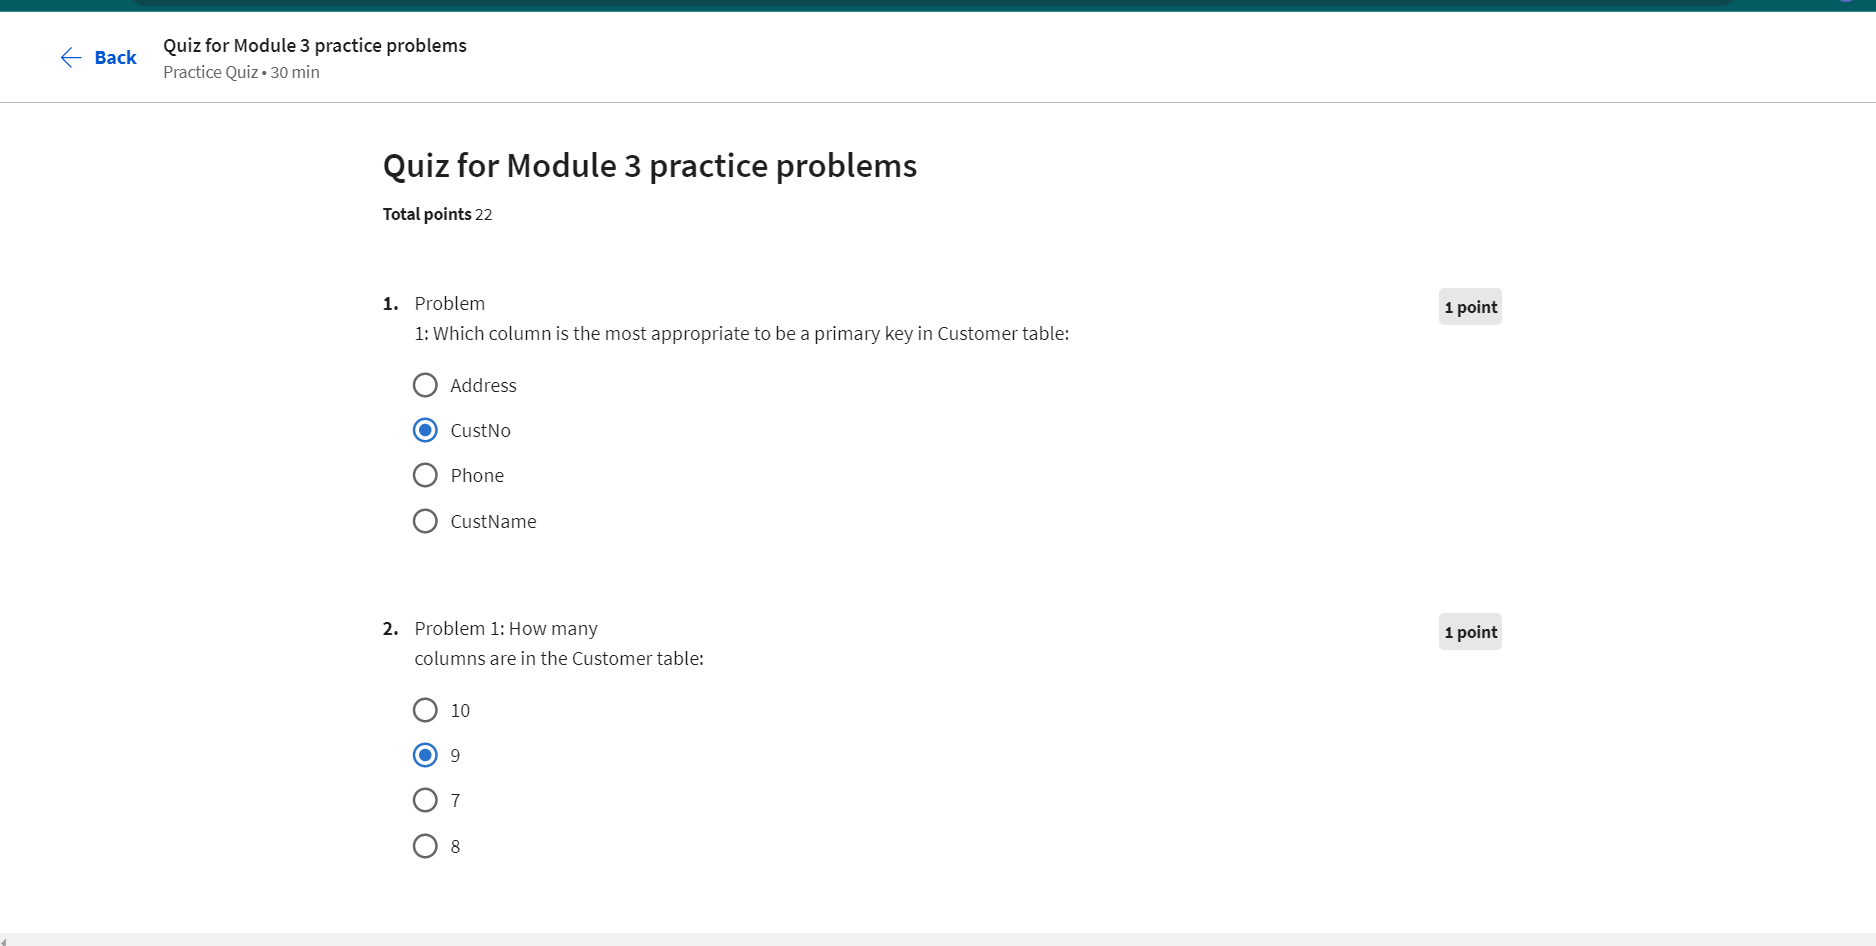 Back
Quiz for Module 3 practice problems
Practice Quiz • 30 min
Quiz for Module 3 practice problems
Total points 22
1. Problem
1 point
1: Which column is the most appropriate to be a primary key in Customer table:
Address
CustNo
Phone
CustName
2. Problem 1: How many
1 point
columns are in the Customer table:
10
9
7
8